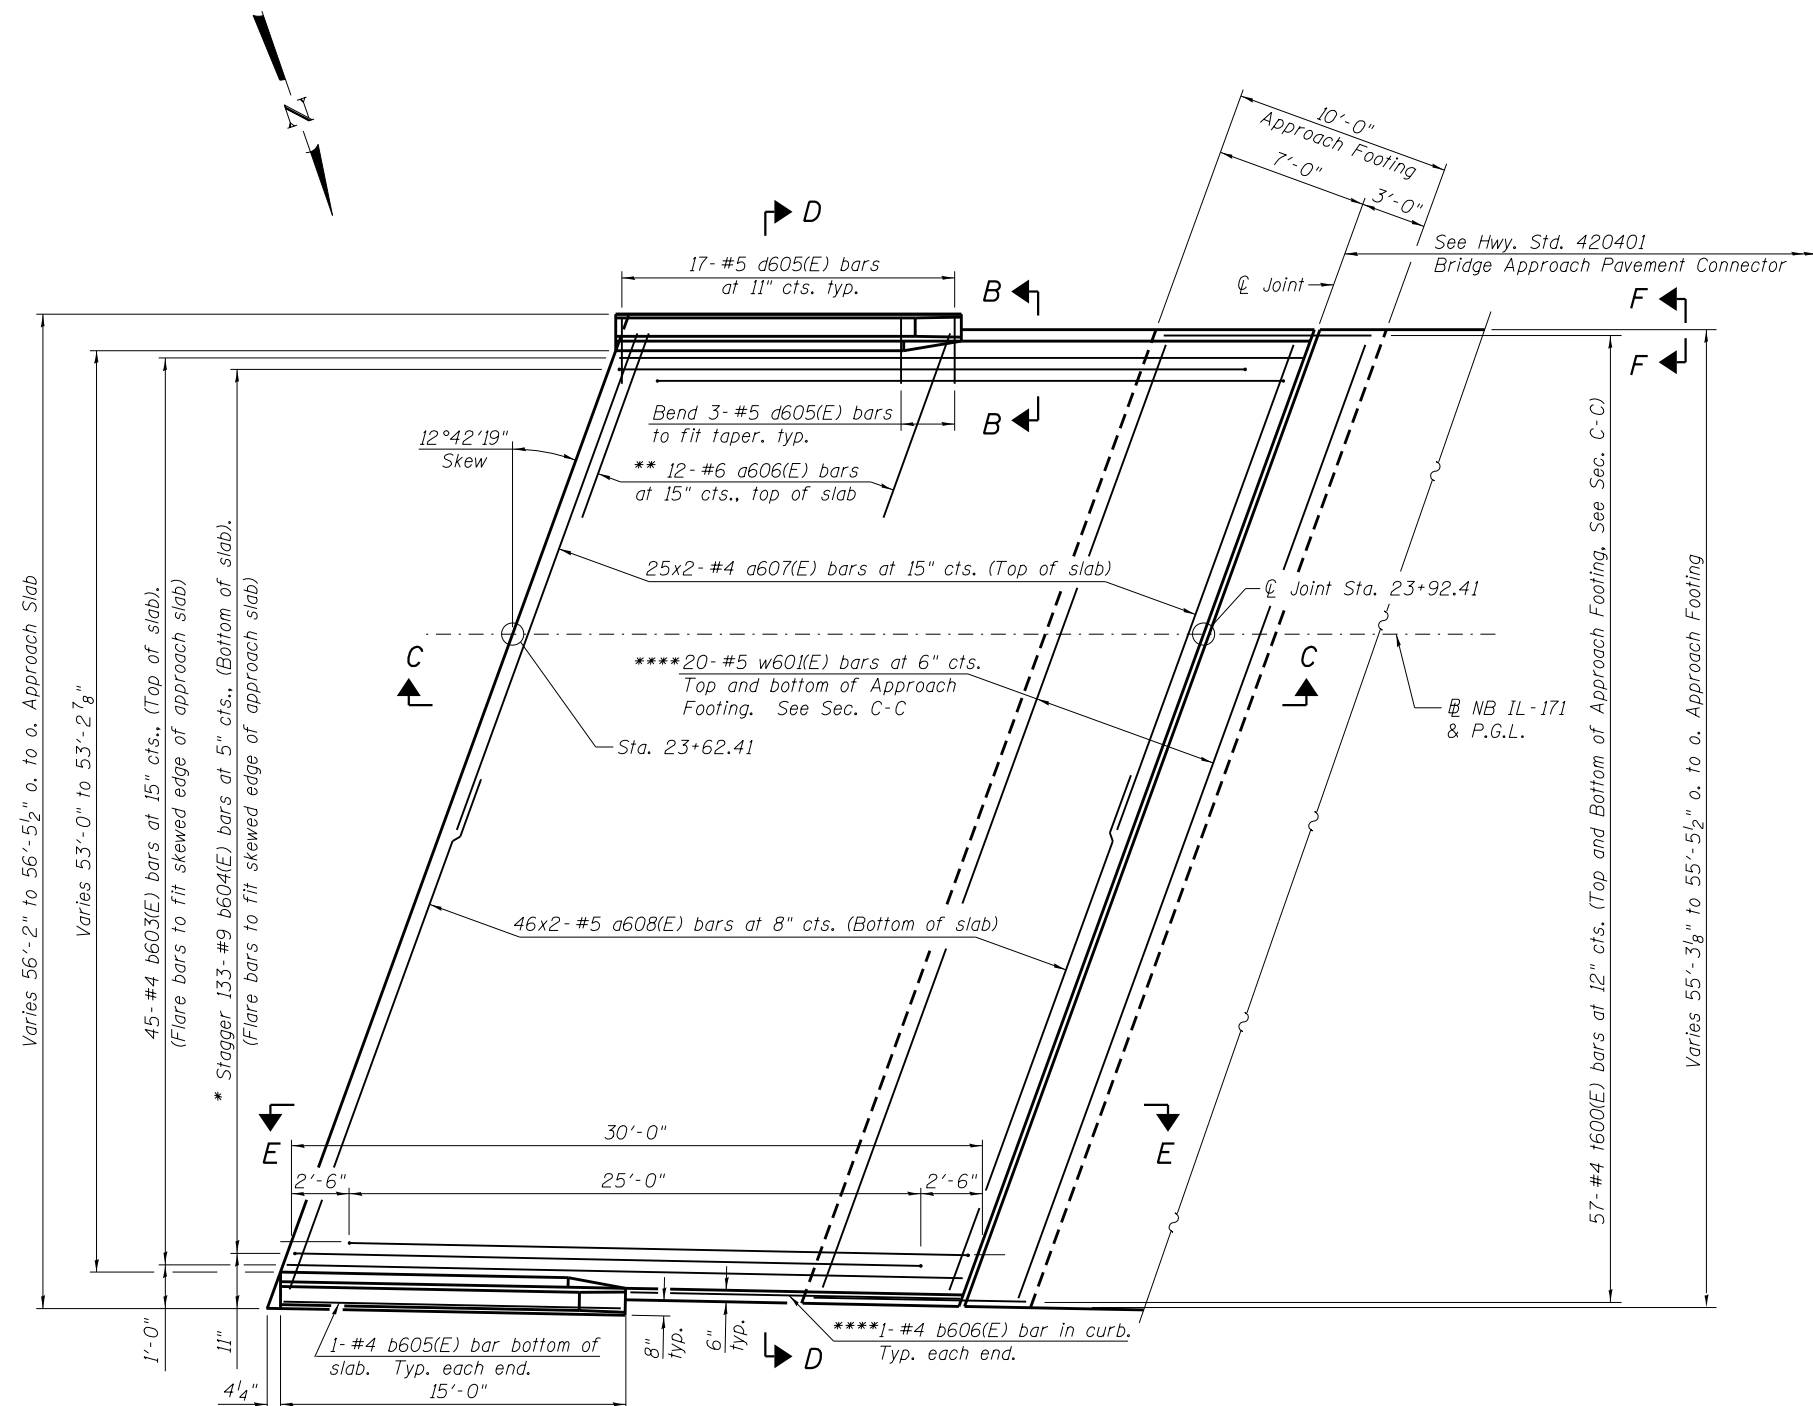 N
10'-0"
Approach Footing
7'-0"
3'-0"
D
See Hwy. Std. 420401
Bridge Approach Pavement Connector
17-#5 d605(E) bars
at 11" cts. typ.
B
℄ Joint
F
F
Bend 3-#5 d605(E) bars
to fit taper. typ.
B
12°42'19"
Skew
** 12-#6 a606(E) bars
at 15" cts., top of slab
25x2-#4 a607(E) bars at 15" cts. (Top of slab)
℄ Joint Sta. 23+92.41
C
****20-#5 w601(E) bars at 6" cts.
Top and bottom of Approach
Footing. See Sec. C-C
C
NB IL-171
& P.G.L.
Sta. 23+62.41
46x2-#5 a608(E) bars at 8" cts. (Bottom of slab)
Varies 56'-2" to 56'-5½" o. to o. Approach Slab
Varies 53'-0" to 53'-2⅞"
45-#4 b603(E) bars at 15" cts., (Top of slab).
(Flare bars to fit skewed edge of approach slab)
* Stagger 133-#9 b604(E) bars at 5" cts., (Bottom of slab).
(Flare bars to fit skewed edge of approach slab)
57-#4 t600(E) bars at 12" cts. (Top and Bottom of Approach Footing, See Sec. C-C)
Varies 55'-3⅛" to 55'-5½" o. to o. Approach Footing
E
30'-0"
E
2'-6"
25'-0"
2'-6"
1'-0"
11"
1-#4 b605(E) bar bottom of
slab. Typ. each end.
8"
typ.
6"
typ.
D
****1-#4 b606(E) bar in curb.
Typ. each end.
4¼"
15'-0"